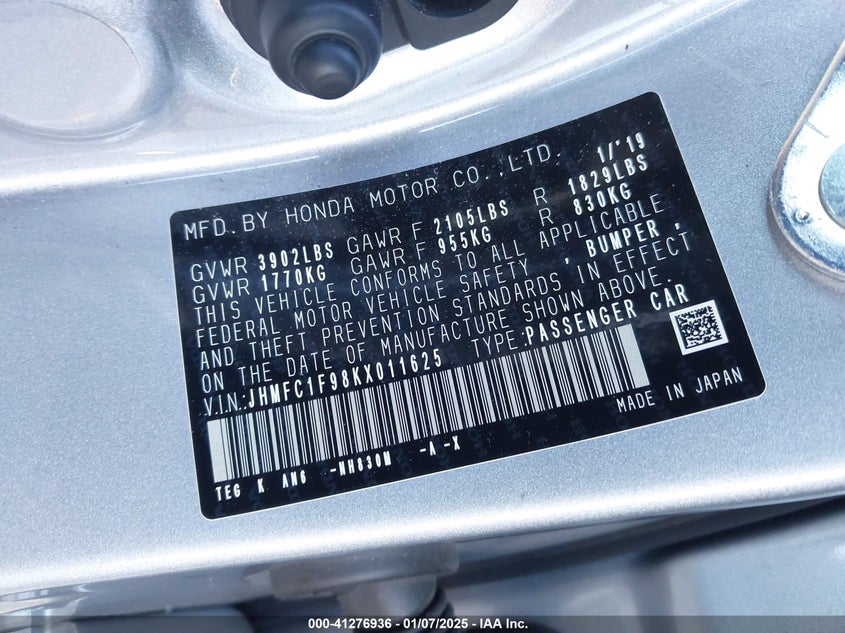 MFD. BY HONDA MOTOR CO.,LTD. 1/'19
GVWR 3902LBS GAWR F 2105LBS R 1829LBS
GVWR 1770KG GAWR F 955KG R 830KG
THIS VEHICLE CONFORMS TO ALL APPLICABLE
FEDERAL MOTOR VEHICLE SAFETY, BUMPER,
AND THEFT PREVENTION STANDARDS IN EFFECT
ON THE DATE OF MANUFACTURE SHOWN ABOVE.
V.I.N.: JHMFC1F98KX011625 TYPE: PASSENGER CAR
MADE IN JAPAN
TEG K AN6 -NH830M -A -X
000-41276936 - 01/07/2025 - IAA Inc.